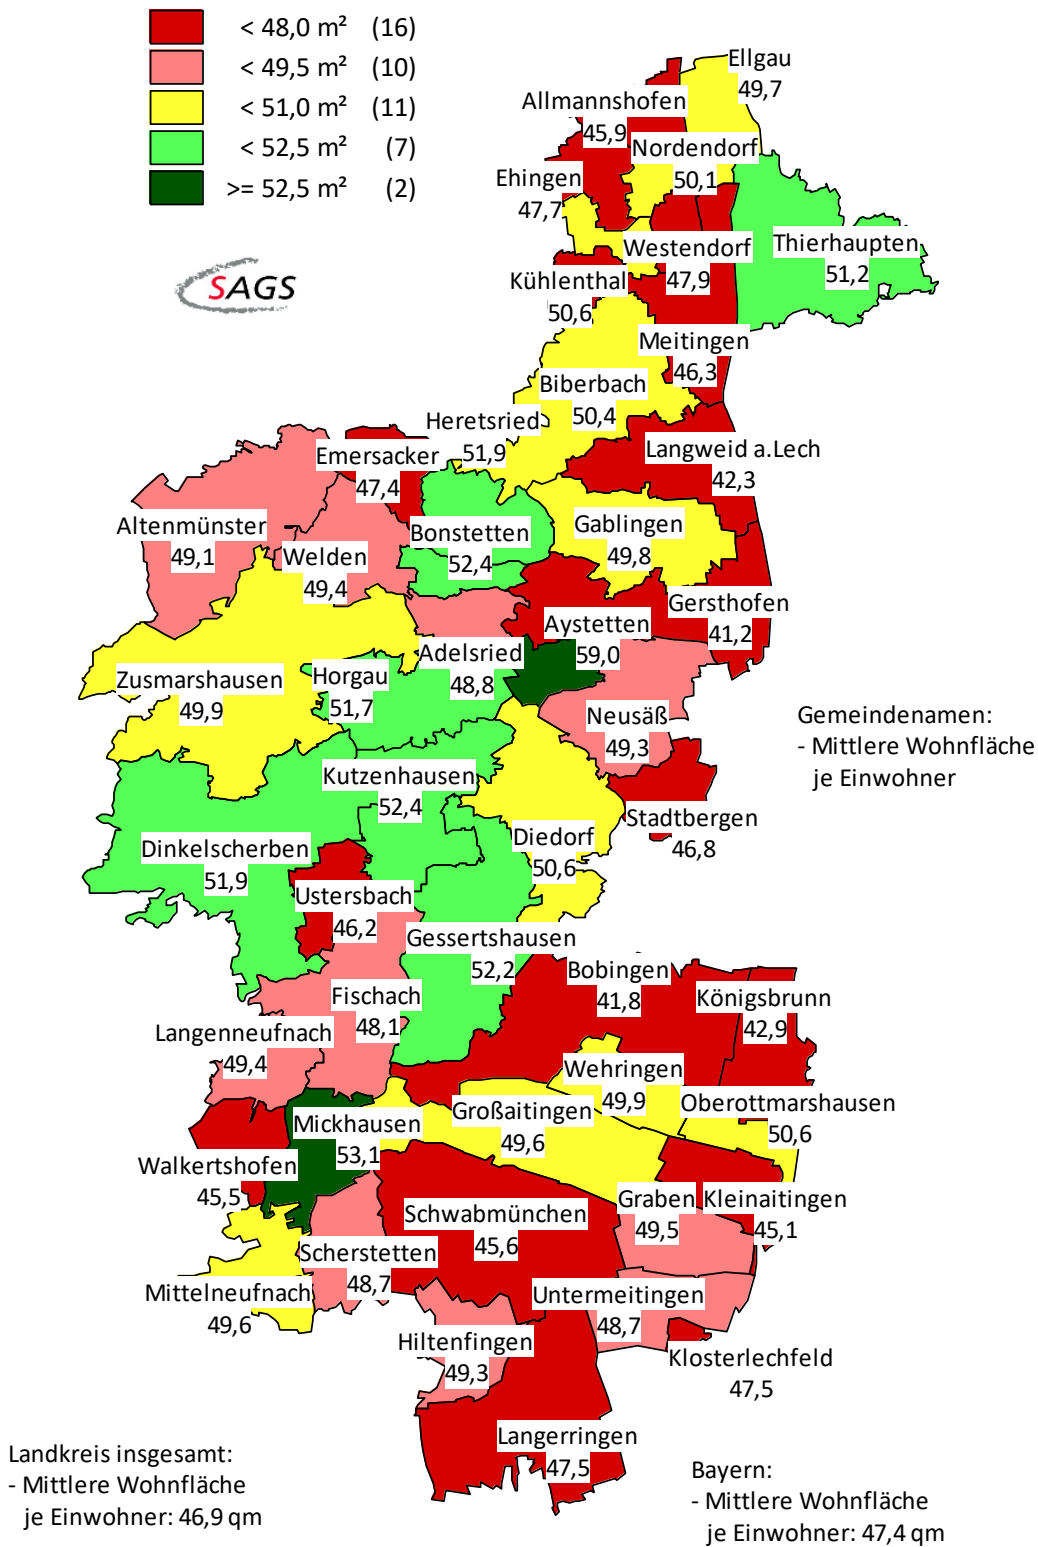 < 48,0 m² (16)
< 49,5 m² (10)
< 51,0 m² (11)
< 52,5 m² (7)
>= 52,5 m² (2)
SAGS
Ellgau
49,7
Allmannshofen
45,9
Nordendorf
50,1
Ehingen
47,7
Westendorf
47,9
Thierhaupten
51,2
Kühlenthal
50,6
Meitingen
46,3
Biberbach
50,4
Heretsried
51,9
Langweid a.Lech
42,3
Emersacker
47,4
Altenmünster
49,1
Welden
49,4
Bonstetten
52,4
Gablingen
49,8
Gersthofen
41,2
Aystetten
59,0
Adelsried
48,8
Horgau
51,7
Zusmarshausen
49,9
Neusäß
49,3
Gemeindenamen:
- Mittlere Wohnfläche
je Einwohner
Kutzenhausen
52,4
Stadtbergen
46,8
Diedorf
50,6
Dinkelscherben
51,9
Ustersbach
46,2
Gessertshausen
52,2
Bobingen
41,8
Königsbrunn
42,9
Fischach
48,1
Langenneufnach
49,4
Wehringen
49,9
Großaitingen
49,6
Oberottmarshausen
50,6
Mickhausen
53,1
Walkertshofen
45,5
Schwabmünchen
45,6
Graben
49,5
Kleinaitingen
45,1
Scherstetten
48,7
Mittelneufnach
49,6
Untermeitingen
48,7
Hiltenfingen
49,3
Klosterlechfeld
47,5
Langerringen
47,5
Landkreis insgesamt:
- Mittlere Wohnfläche
je Einwohner: 46,9 qm
Bayern:
- Mittlere Wohnfläche
je Einwohner: 47,4 qm